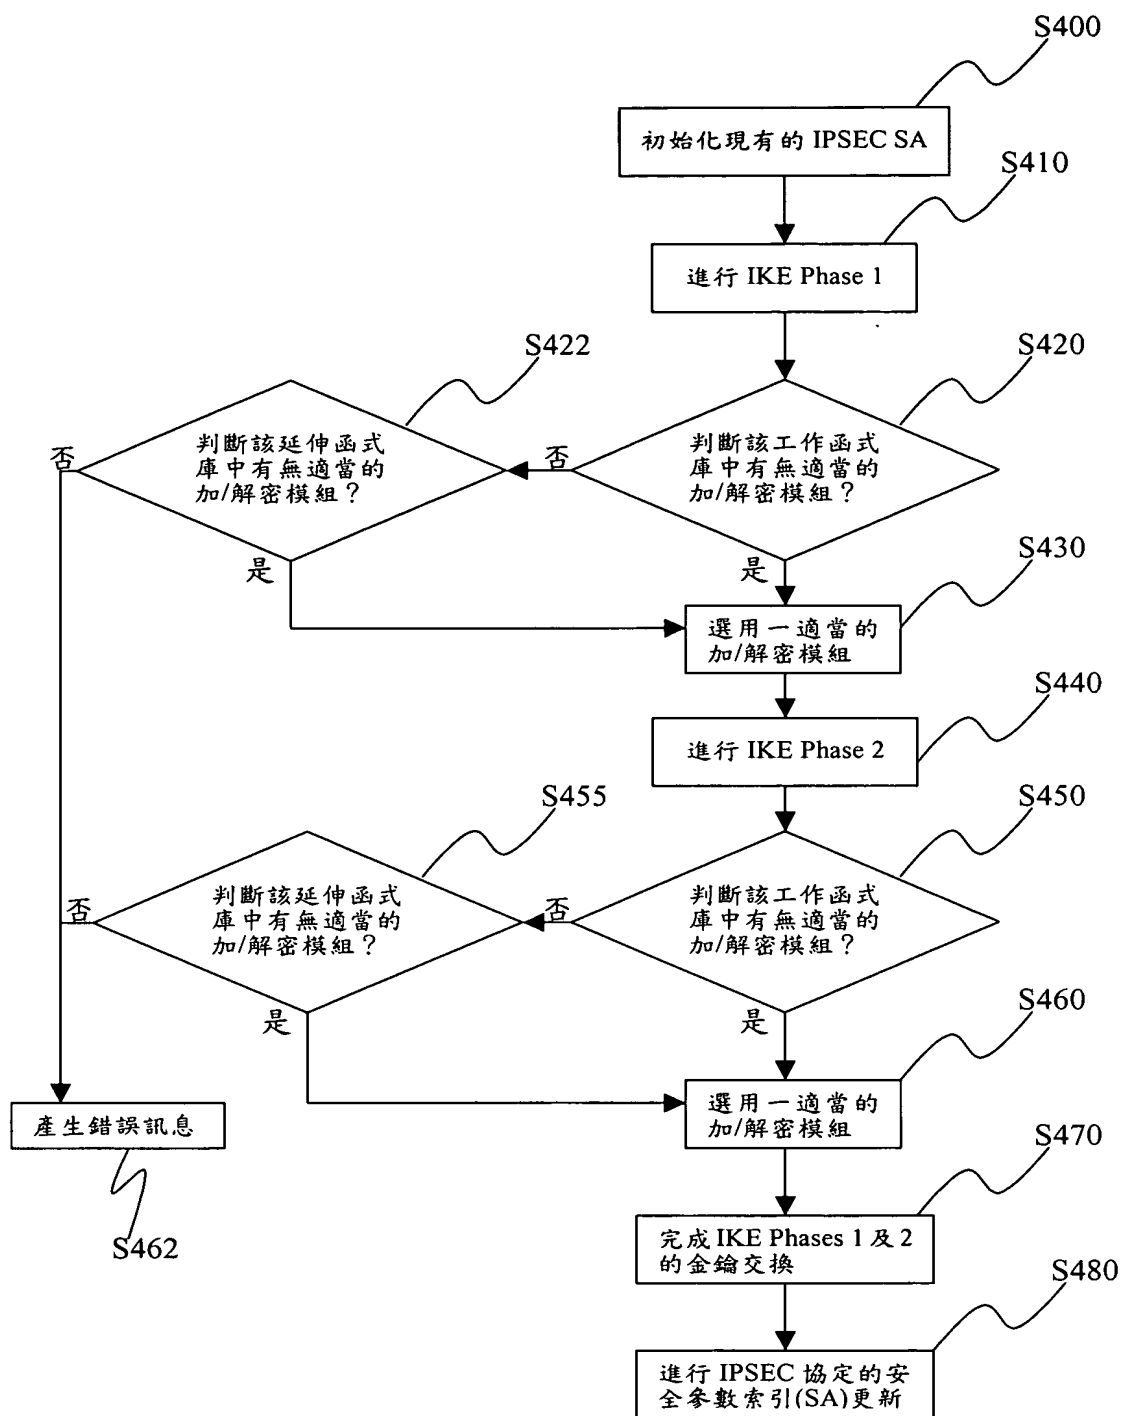 S400
初始化現有的 IPSEC SA
S410
進行 IKE Phase 1
S422
S420
否
判斷該延伸函式
庫中有無適當的
加/解密模組？
否
判斷該工作函式
庫中有無適當的
加/解密模組？
是
是
S430
選用一適當的
加/解密模組
S440
進行 IKE Phase 2
S455
S450
否
判斷該延伸函式
庫中有無適當的
加/解密模組？
否
判斷該工作函式
庫中有無適當的
加/解密模組？
是
是
S460
選用一適當的
加/解密模組
產生錯誤訊息
S462
S470
完成 IKE Phases 1 及 2
的金鑰交換
S480
進行 IPSEC 協定的安
全參數索引(SA)更新